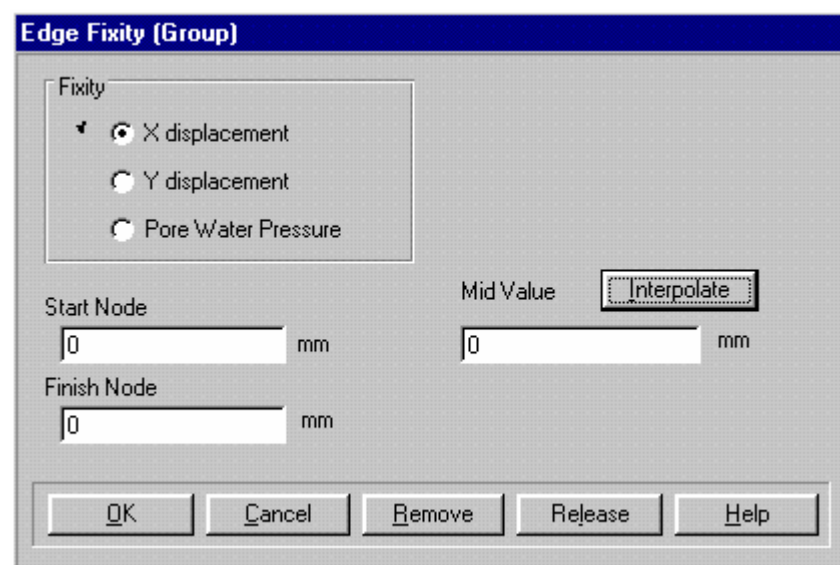 Edge Fixity (Group)
Fixity
X displacement
Y displacement
Pore Water Pressure
Mid Value Interpolate
Start Node
0 mm 0 mm
Finish Node
0 mm
OK Cancel Remove Release Help